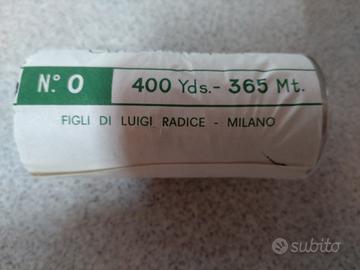 N.º 0
400 Yds. - 365 Mt.
FIGLI DI LUIGI RADICE - MILANO
subito